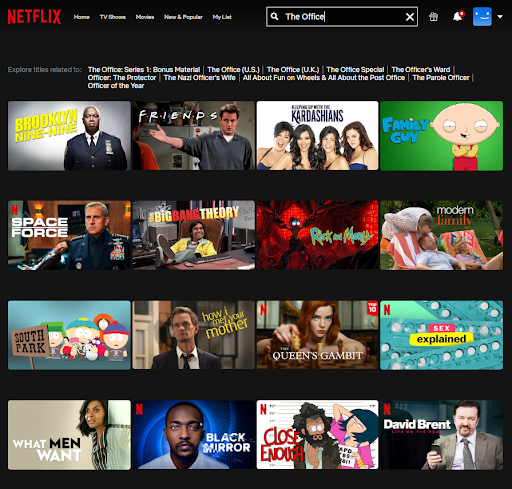 NETFLIX
Home TV Shows Movies New & Popular My List
The Office
Explore titles related to: The Office: Series 1: Bonus Material | The Office (U.S.) | The Office (U.K.) | The Office Special | The Officer's Ward |
Officer: The Protector | The Nazi Officer's Wife | All About Fun on Wheels & All About the Post Office | The Parole Officer |
Officer of the Year
BROOKLYN
NINE-NINE
FRIENDS
KEEPING UP WITH THE
KARDASHIANS
FAMILY
GUY
N
SPACE
FORCE
THE BIG BANG THEORY
Rick and Morty
modern
family
SOUTH
PARK
how i
met your
mother
N
THE
QUEEN'S GAMBIT
TOP
10
N
SEX
explained
WHAT MEN
WANT
N
BLACK
MIRROR
N
CLOSE
ENOUGH
N
DAVID BRENT
LIFE ON THE ROAD